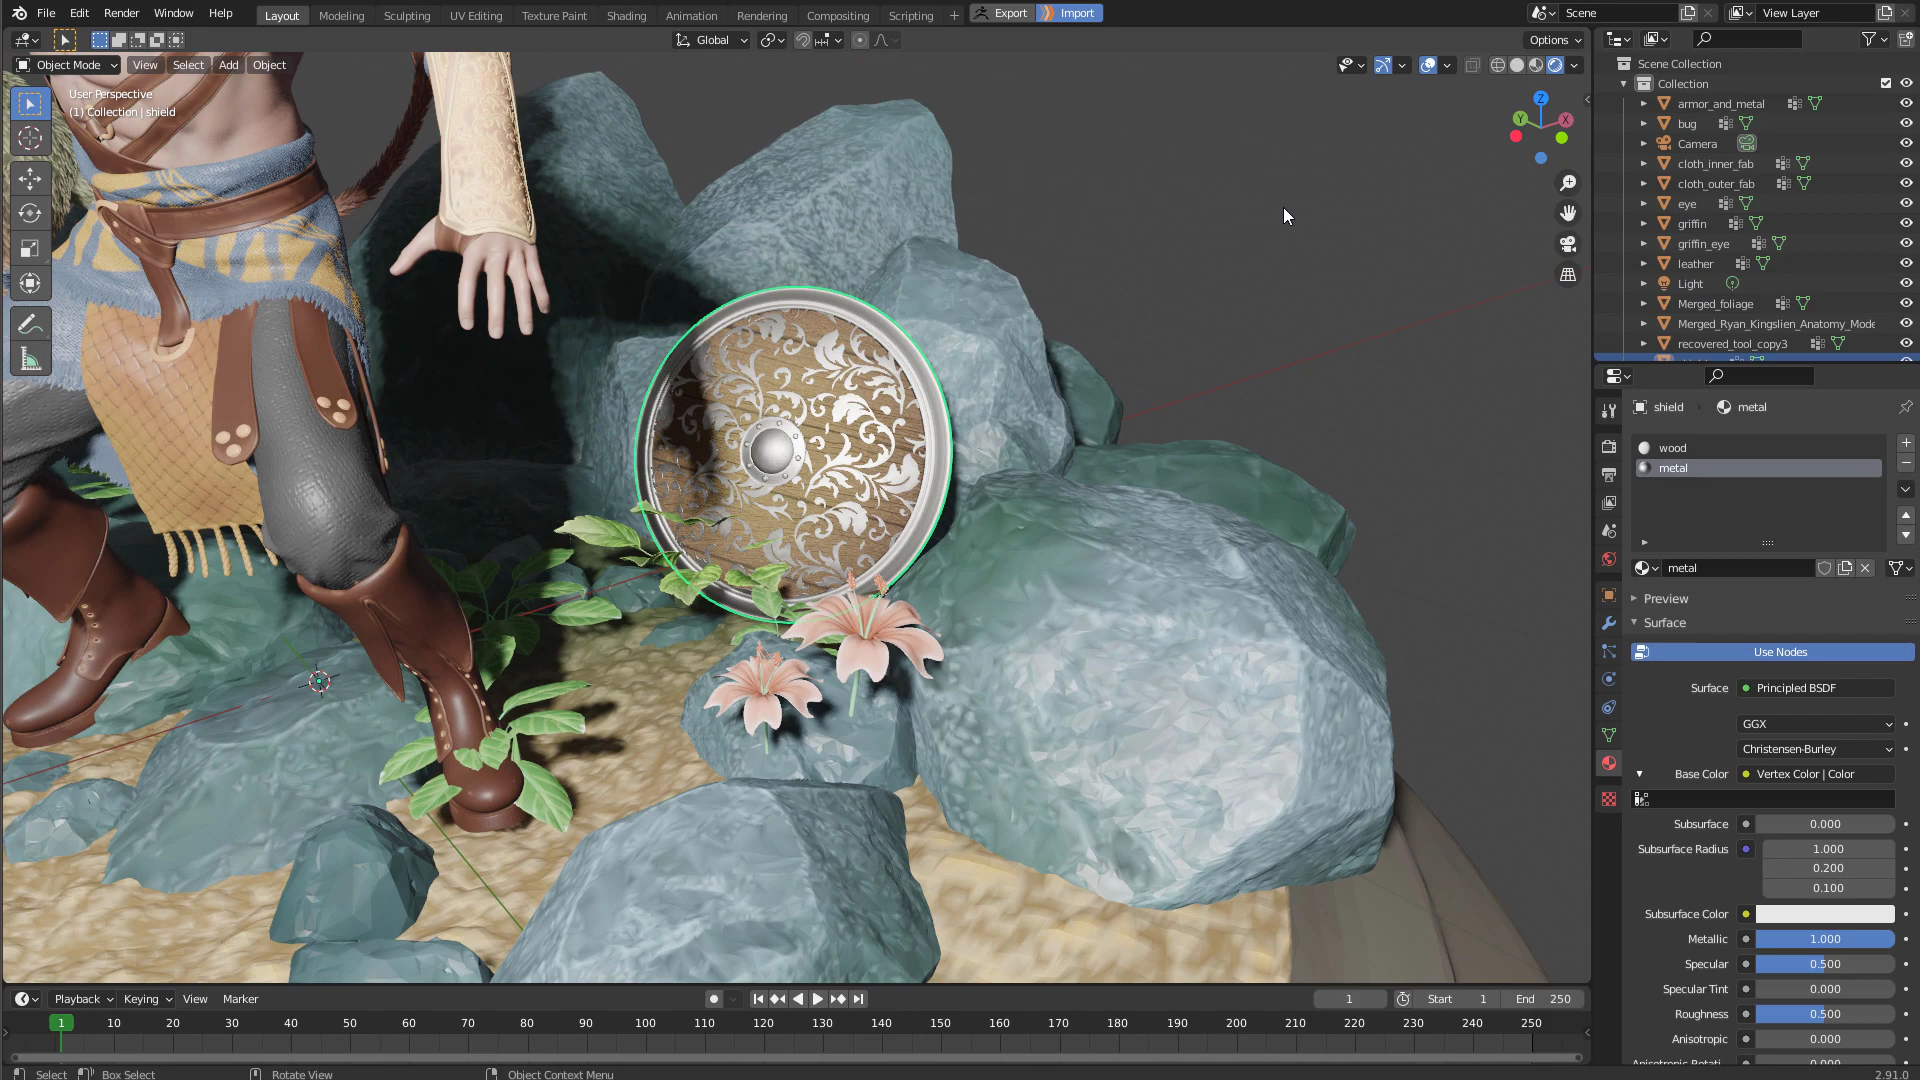 File Edit Render Window Help Layout Modeling Sculpting UV Editing Texture Paint Shading Animation Rendering Compositing Scripting + Export Import Scene View Layer
Global Options
Object Mode View Select Add Object
User Perspective
(1) Collection | shield
Z
Y X
Scene Collection
Collection
armor_and_metal
bug
Camera
cloth_inner_fab
cloth_outer_fab
eye
griffin
griffin_eye
leather
Light
Merged_foliage
Merged_Ryan_Kingslien_Anatomy_Mode
recovered_tool_copy3
shield metal
wood
metal
metal
Preview
Surface
Use Nodes
Surface Principled BSDF
GGX
Christensen-Burley
Base Color Vertex Color | Color
Subsurface 0.000
Subsurface Radius 1.000
0.200
0.100
Subsurface Color
Metallic 1.000
Specular 0.500
Specular Tint 0.000
Roughness 0.500
Anisotropic 0.000
Playback Keying View Marker 1 Start 1 End 250
1 10 20 30 40 50 60 70 80 90 100 110 120 130 140 150 160 170 180 190 200 210 220 230 240 250
Select Box Select Rotate View Object Context Menu 2.91.0